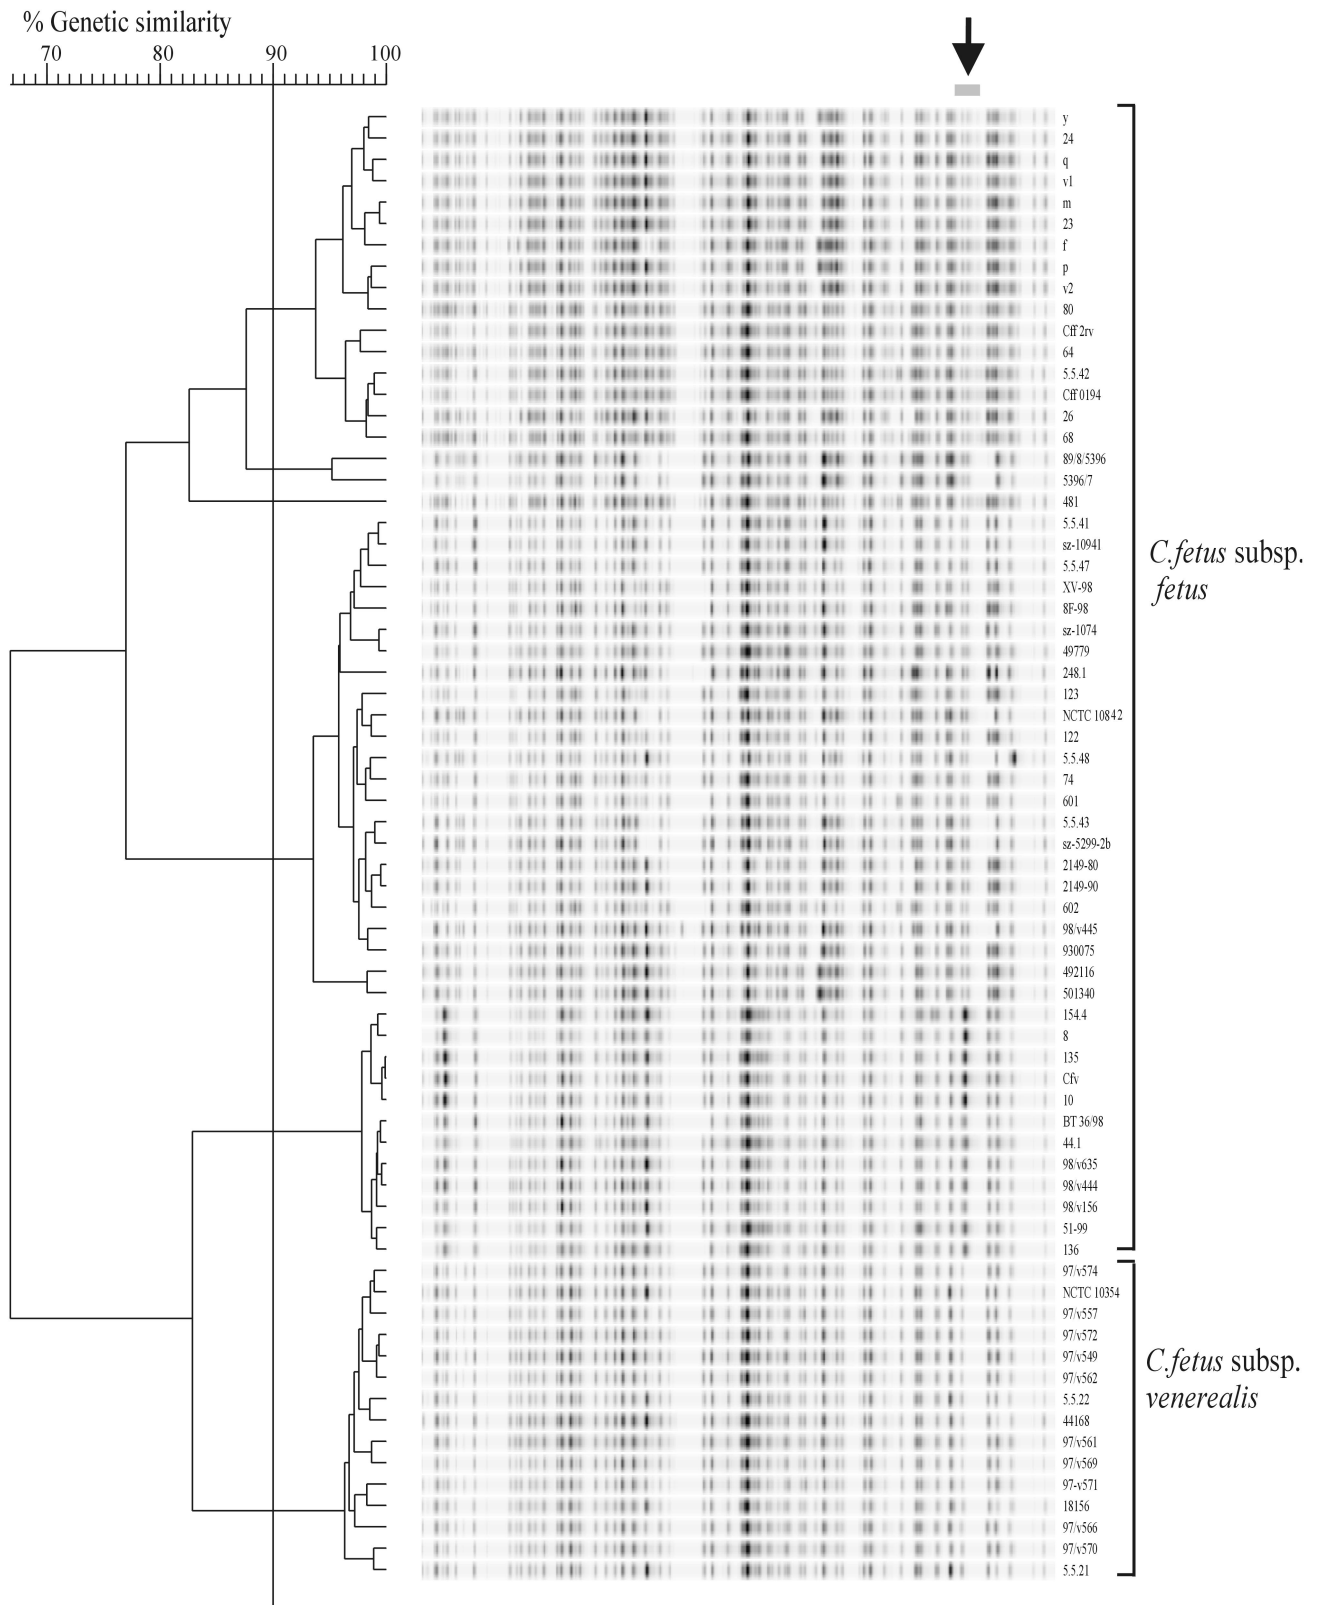 % Genetic similarity
70 80 90 100
y
24
q
v1
m
23
f
p
v2
80
Cff 2rv
64
5.5.42
Cff 0194
26
68
89/8/5396
5396/7
481
5.5.41
sz-10941
5.5.47
XV-98
8F-98
sz-1074
49779
248.1
123
NCTC 10842
122
5.5.48
74
601
5.5.43
sz-5299-2b
2149-80
2149-90
602
98/v445
930075
492116
501340
154.4
8
135
Cfv
10
BT 36/98
44.1
98/v635
98/v444
98/v156
51-99
136
C.fetus subsp.
fetus
97/v574
NCTC 10354
97/v557
97/v572
97/v549
97/v562
5.5.22
44168
97/v561
97/v569
97-v571
18156
97/v566
97/v570
5.5.21
C.fetus subsp.
venerealis